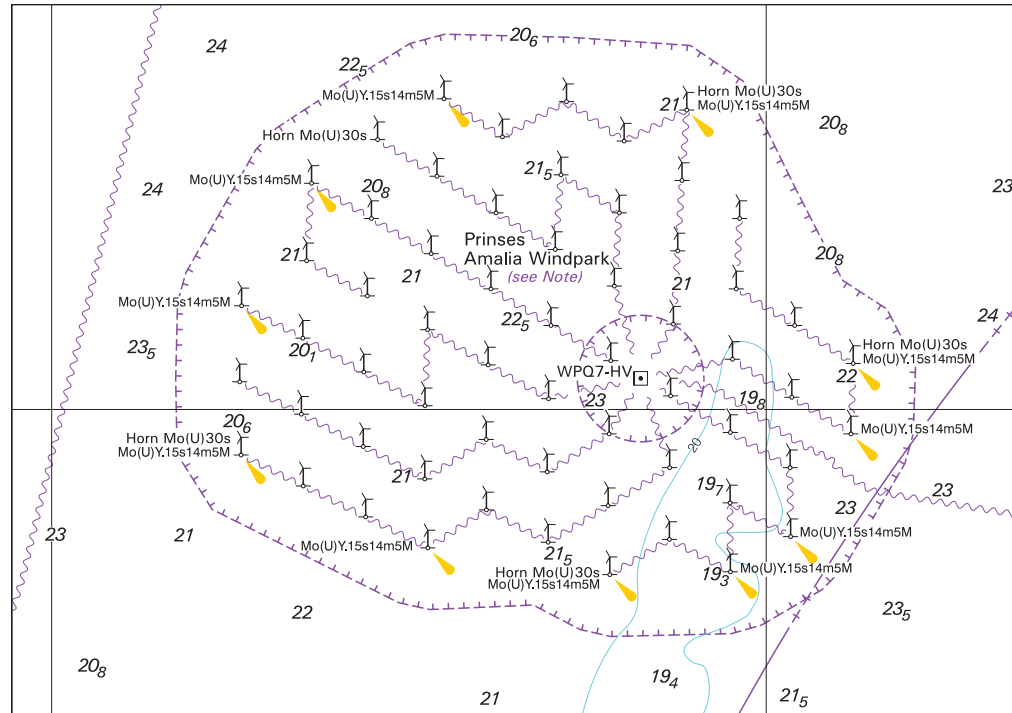 20₆
24
22₅
Mo(U)Y.15s14m5M
Horn Mo(U)30s
21 Mo(U)Y.15s14m5M
20₈
Horn Mo(U)30s
21₅
24
Mo(U)Y.15s14m5M
20₈
23
Prinses
Amalia Windpark
(see Note)
21
21
20₈
21
Mo(U)Y.15s14m5M
22₅
24
20₁
23₅
Horn Mo(U)30s
Mo(U)Y.15s14m5M
WPQ7-HV
22
23
19₈
20₆
Mo(U)Y.15s14m5M
Horn Mo(U)30s
Mo(U)Y.15s14m5M
20
21
19₇
23
23
23
21
Mo(U)Y.15s14m5M
Mo(U)Y.15s14m5M
21₅
Horn Mo(U)30s
Mo(U)Y.15s14m5M
19₃
Mo(U)Y.15s14m5M
22
23₅
20₈
19₄
21
21₅